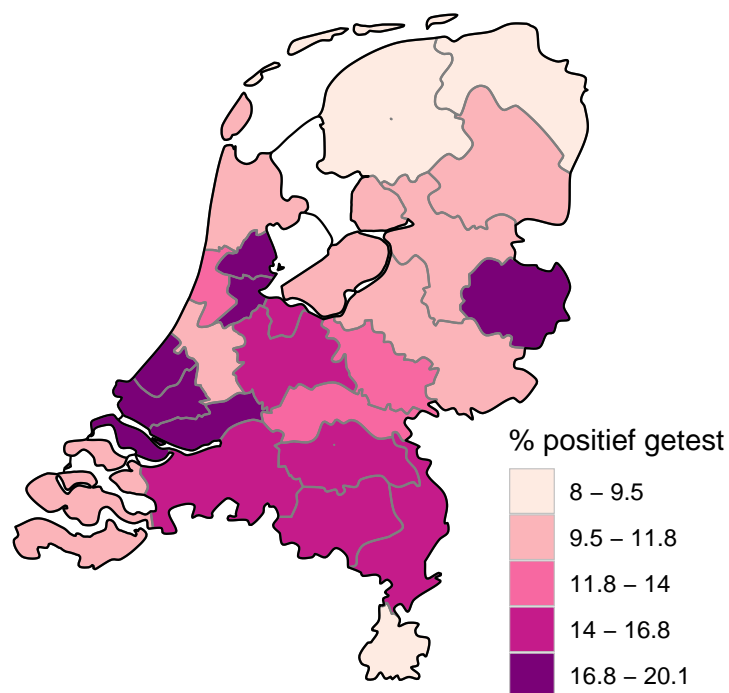 % positief getest
8 – 9.5
9.5 – 11.8
11.8 – 14
14 – 16.8
16.8 – 20.1